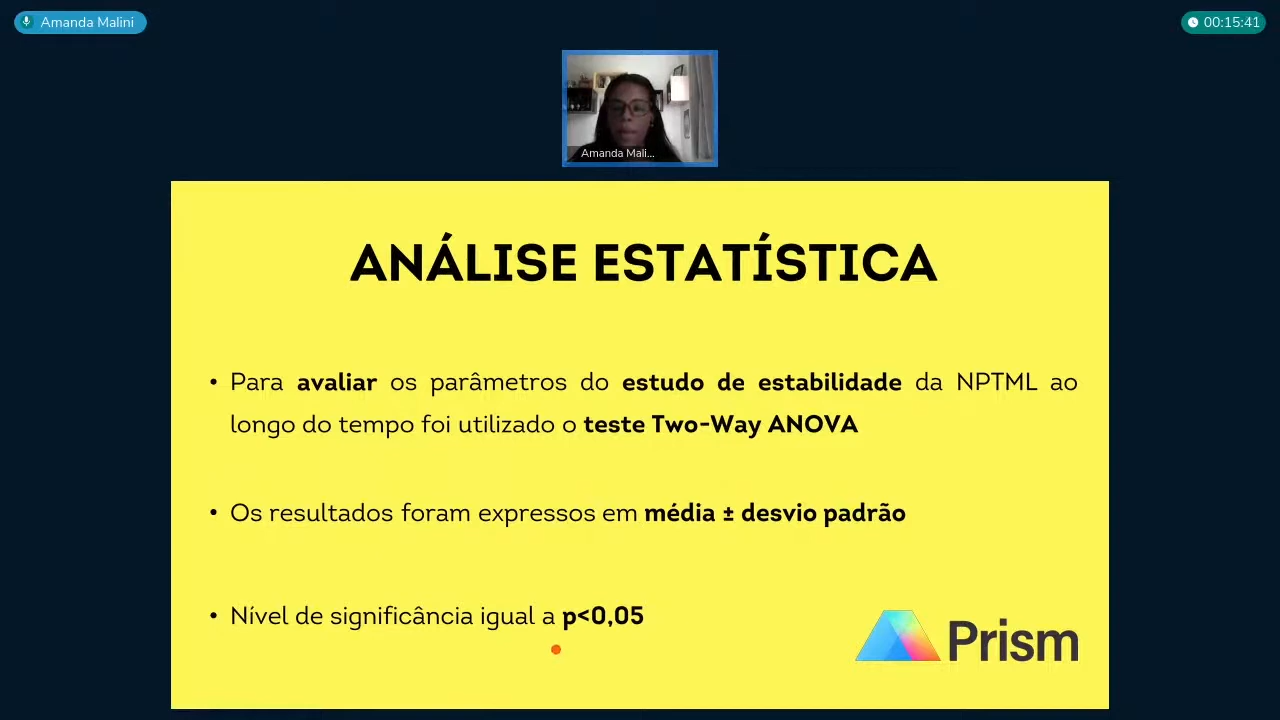 Amanda Malini
00:15:41
Amanda Mali...
ANÁLISE ESTATÍSTICA
• Para avaliar os parâmetros do estudo de estabilidade da NPTML ao
longo do tempo foi utilizado o teste Two-Way ANOVA
• Os resultados foram expressos em média ± desvio padrão
• Nível de significância igual a p<0,05
Prism